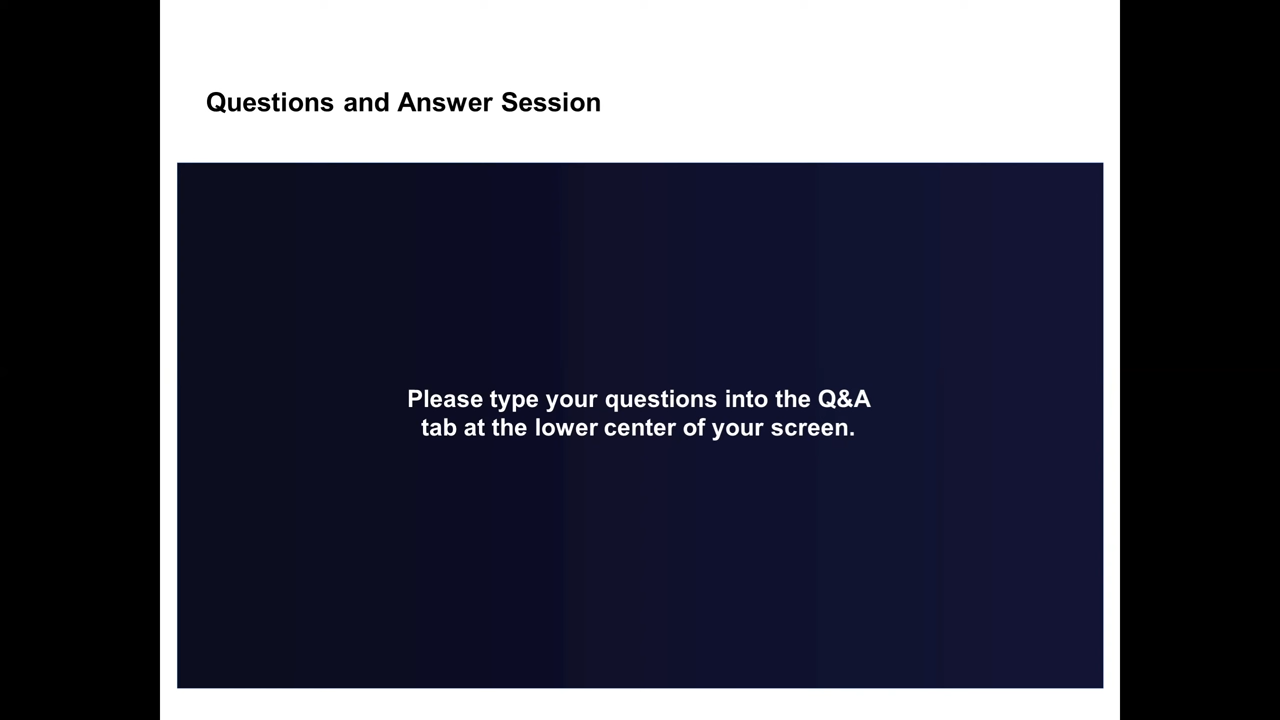 Questions and Answer Session
Please type your questions into the Q&A
tab at the lower center of your screen.